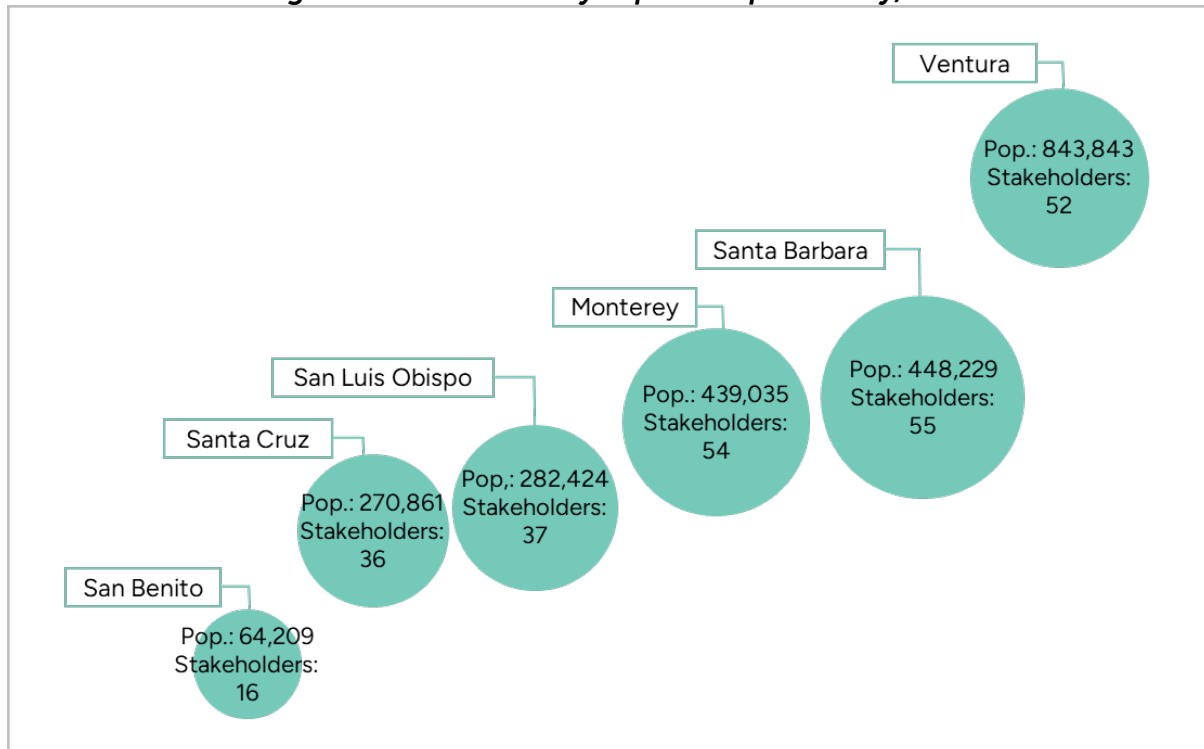 Ventura
Pop.: 843,843
Stakeholders:
52
Santa Barbara
Pop.: 448,229
Stakeholders:
55
Monterey
Pop.: 439,035
Stakeholders:
54
San Luis Obispo
Pop,: 282,424
Stakeholders:
37
Santa Cruz
Pop.: 270,861
Stakeholders:
36
San Benito
Pop.: 64,209
Stakeholders:
16